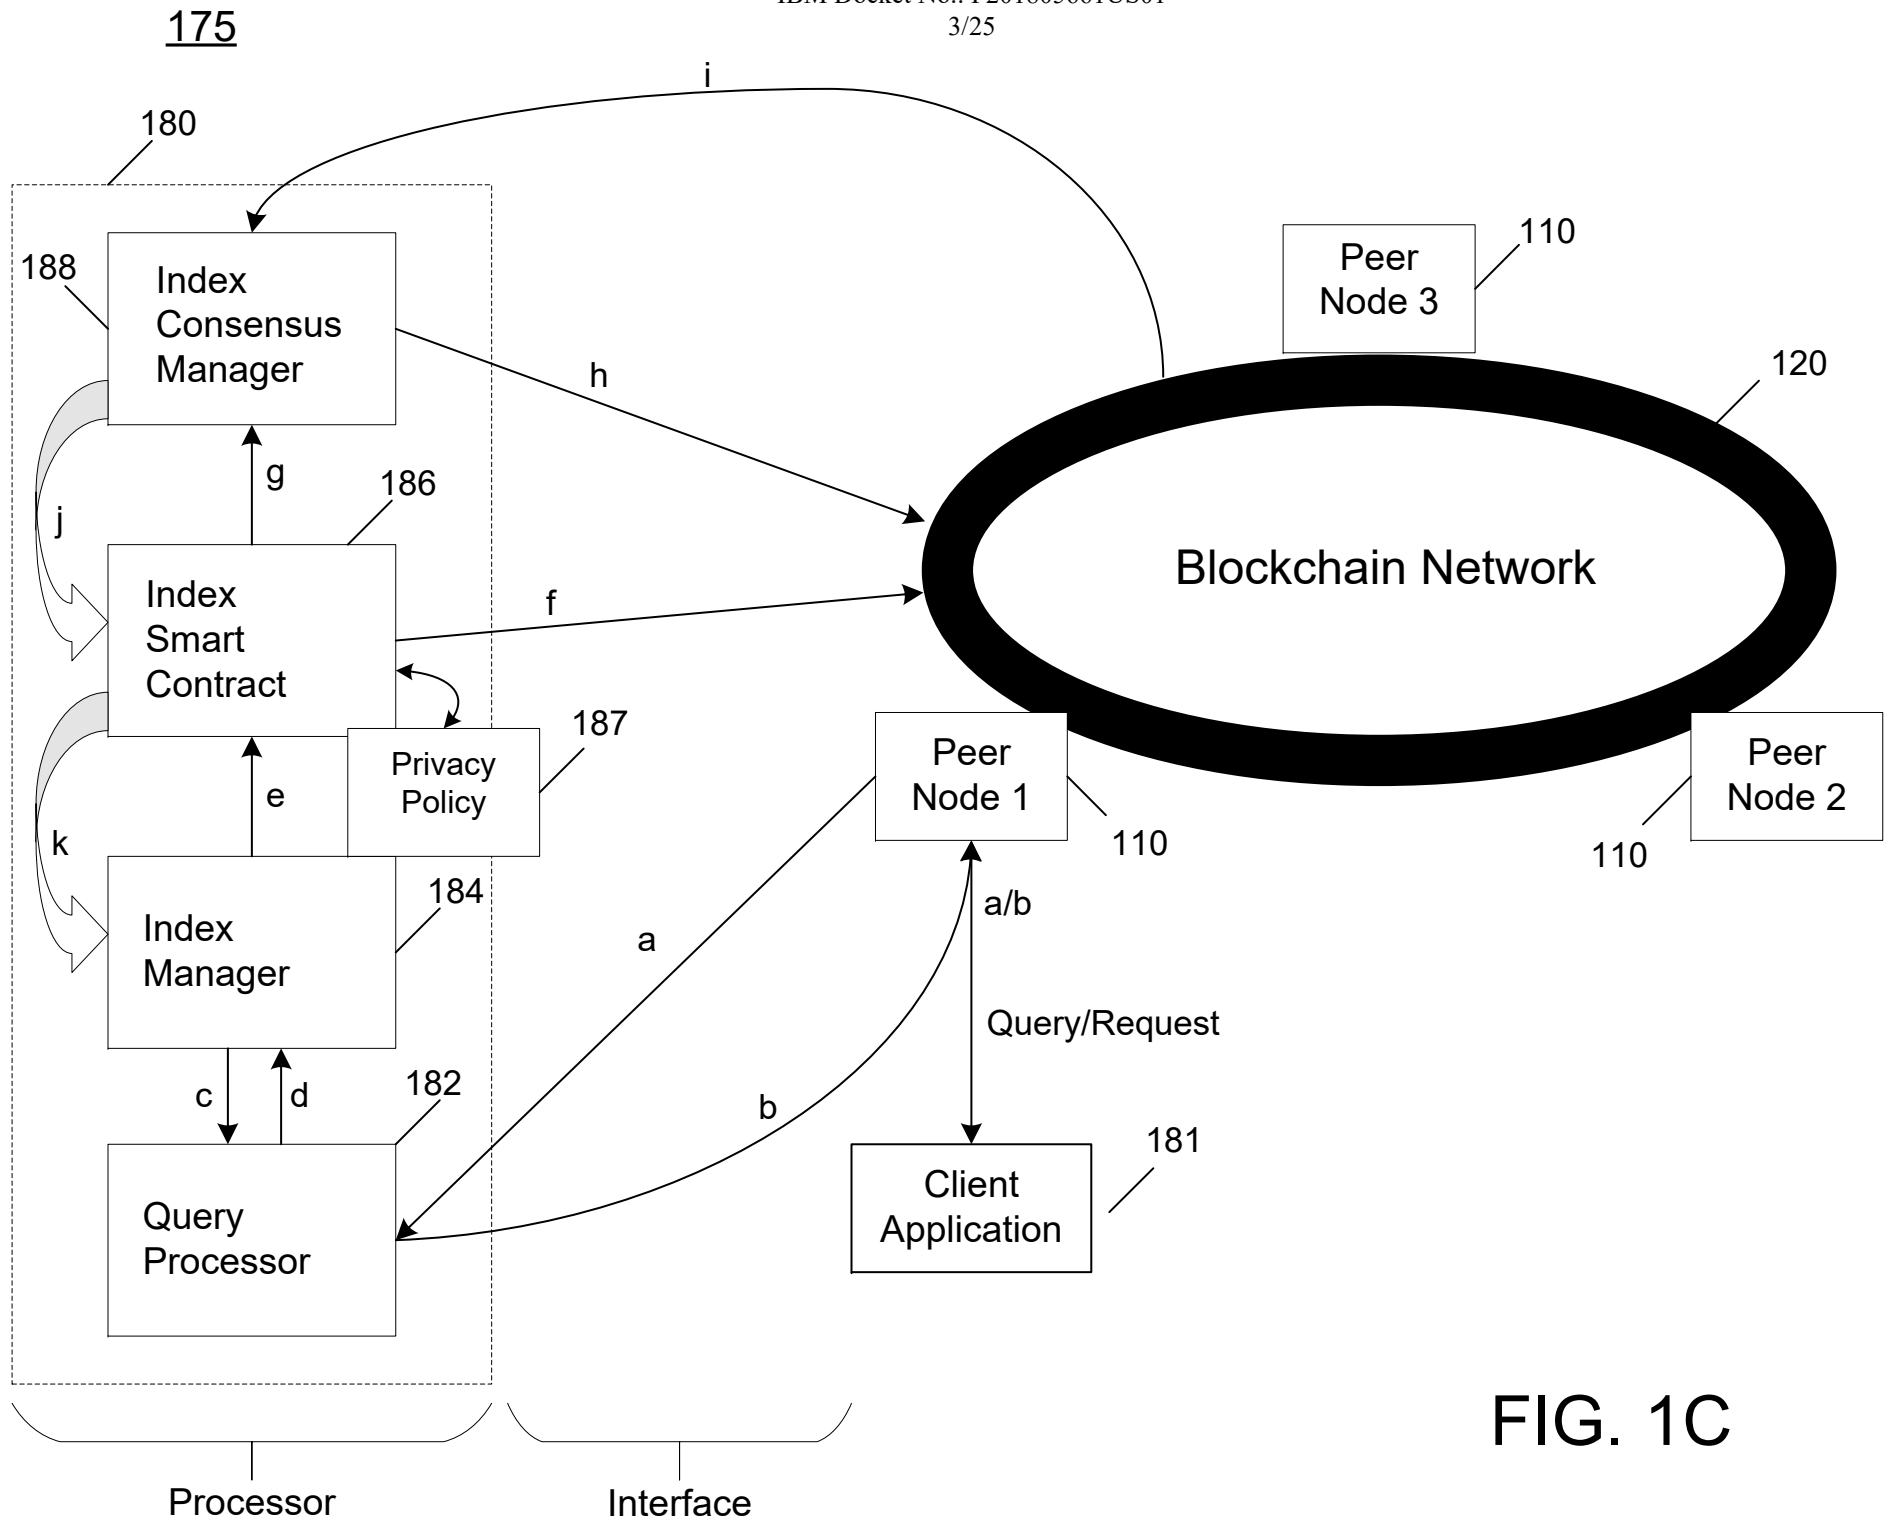 3/25
175
i
180
110
Peer
Node 3
188
Index
Consensus
Manager
120
h
g
186
j
Blockchain Network
Index
Smart
Contract
f
187
Privacy
Policy
Peer
Node 1
Peer
Node 2
e
k
110
110
184
a/b
Index
Manager
a
Query/Request
c
d
182
b
181
Client
Application
Query
Processor
FIG. 1C
Processor
Interface